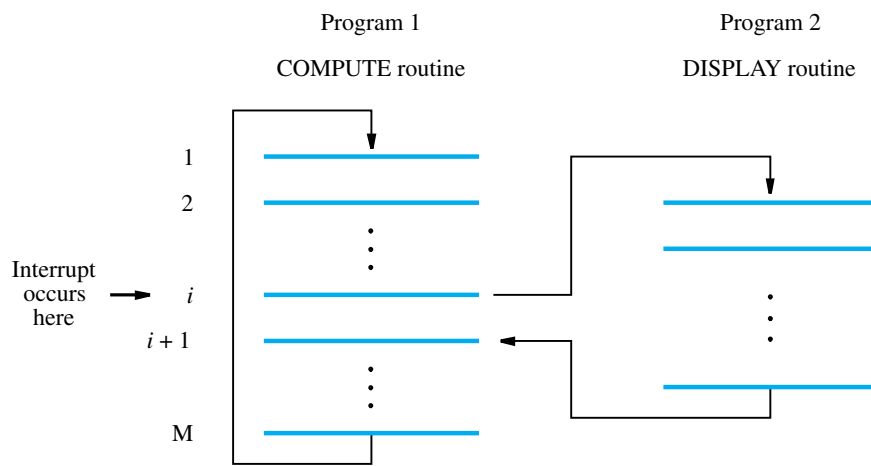 Program 1
COMPUTE routine
Program 2
DISPLAY routine
1
2
Interrupt
occurs
here
i
i + 1
M